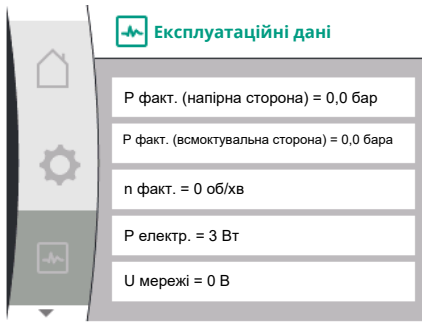 Експлуатаційні дані
P факт. (напірна сторона) = 0,0 бар
P факт. (всмоктувальна сторона) = 0,0 бара
n факт. = 0 об/хв
P електр. = 3 Вт
U мережі = 0 В